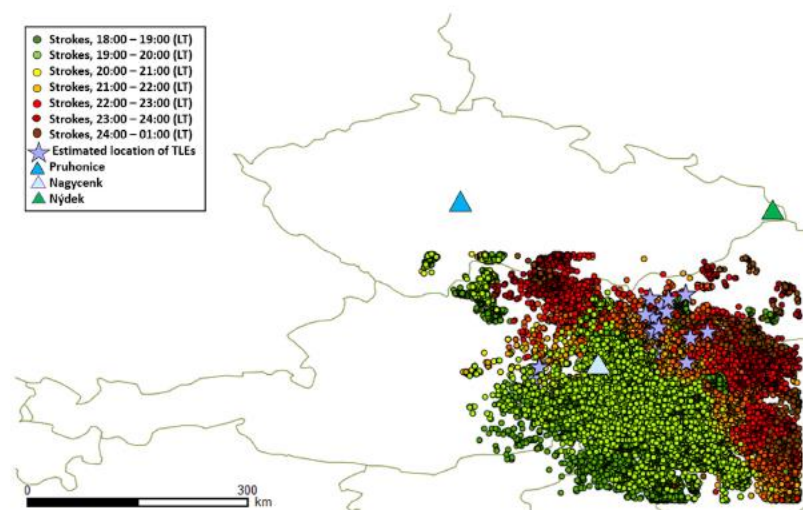 Strokes, 18:00 – 19:00 (LT)
Strokes, 19:00 – 20:00 (LT)
Strokes, 20:00 – 21:00 (LT)
Strokes, 21:00 – 22:00 (LT)
Strokes, 22:00 – 23:00 (LT)
Strokes, 23:00 – 24:00 (LT)
Strokes, 24:00 – 01:00 (LT)
Estimated location of TLEs
Pruhonice
Nagycenk
Nýdek
0 300
km